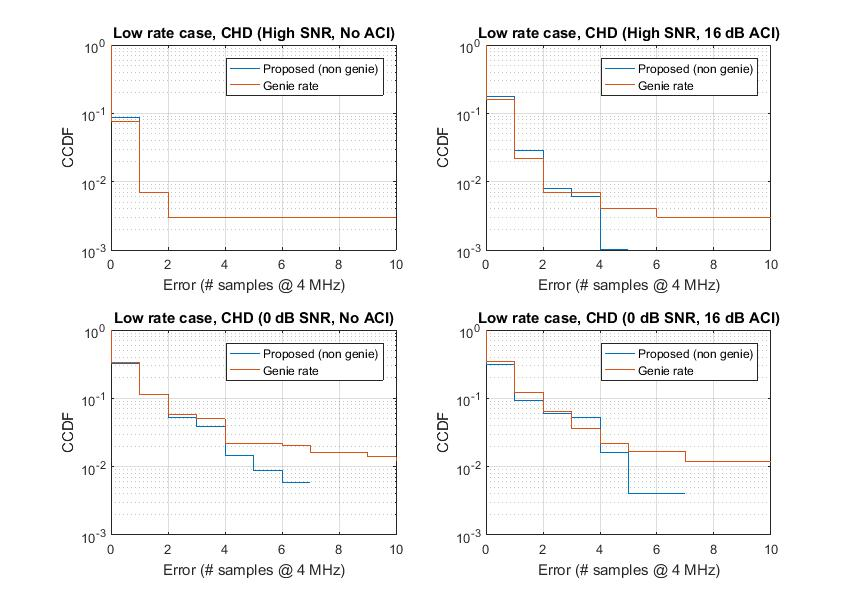 Low rate case, CHD (High SNR, No ACI)
10^0
10^-1
10^-2
10^-3
CCDF
Proposed (non genie)
Genie rate
0 2 4 6 8 10
Error (# samples @ 4 MHz)
Low rate case, CHD (High SNR, 16 dB ACI)
10^0
10^-1
10^-2
10^-3
CCDF
Proposed (non genie)
Genie rate
0 2 4 6 8 10
Error (# samples @ 4 MHz)
Low rate case, CHD (0 dB SNR, No ACI)
10^0
10^-1
10^-2
10^-3
CCDF
Proposed (non genie)
Genie rate
0 2 4 6 8 10
Error (# samples @ 4 MHz)
Low rate case, CHD (0 dB SNR, 16 dB ACI)
10^0
10^-1
10^-2
10^-3
CCDF
Proposed (non genie)
Genie rate
0 2 4 6 8 10
Error (# samples @ 4 MHz)